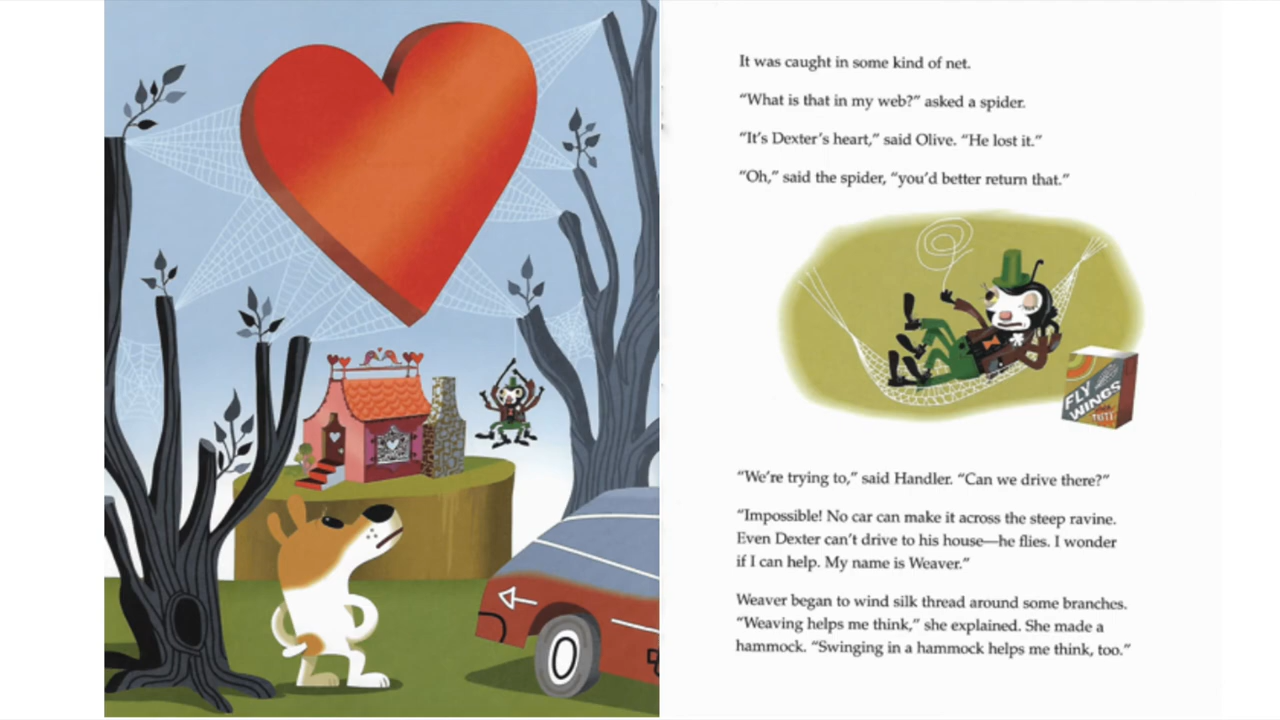 It was caught in some kind of net.
“What is that in my web?” asked a spider.
“It’s Dexter’s heart,” said Olive. “He lost it.”
“Oh,” said the spider, “you’d better return that.”
FLY
WINGS
TASTY
“We’re trying to,” said Handler. “Can we drive there?”
“Impossible! No car can make it across the steep ravine.
Even Dexter can’t drive to his house—he flies. I wonder
if I can help. My name is Weaver.”
Weaver began to wind silk thread around some branches.
“Weaving helps me think,” she explained. She made a
hammock. “Swinging in a hammock helps me think, too.”